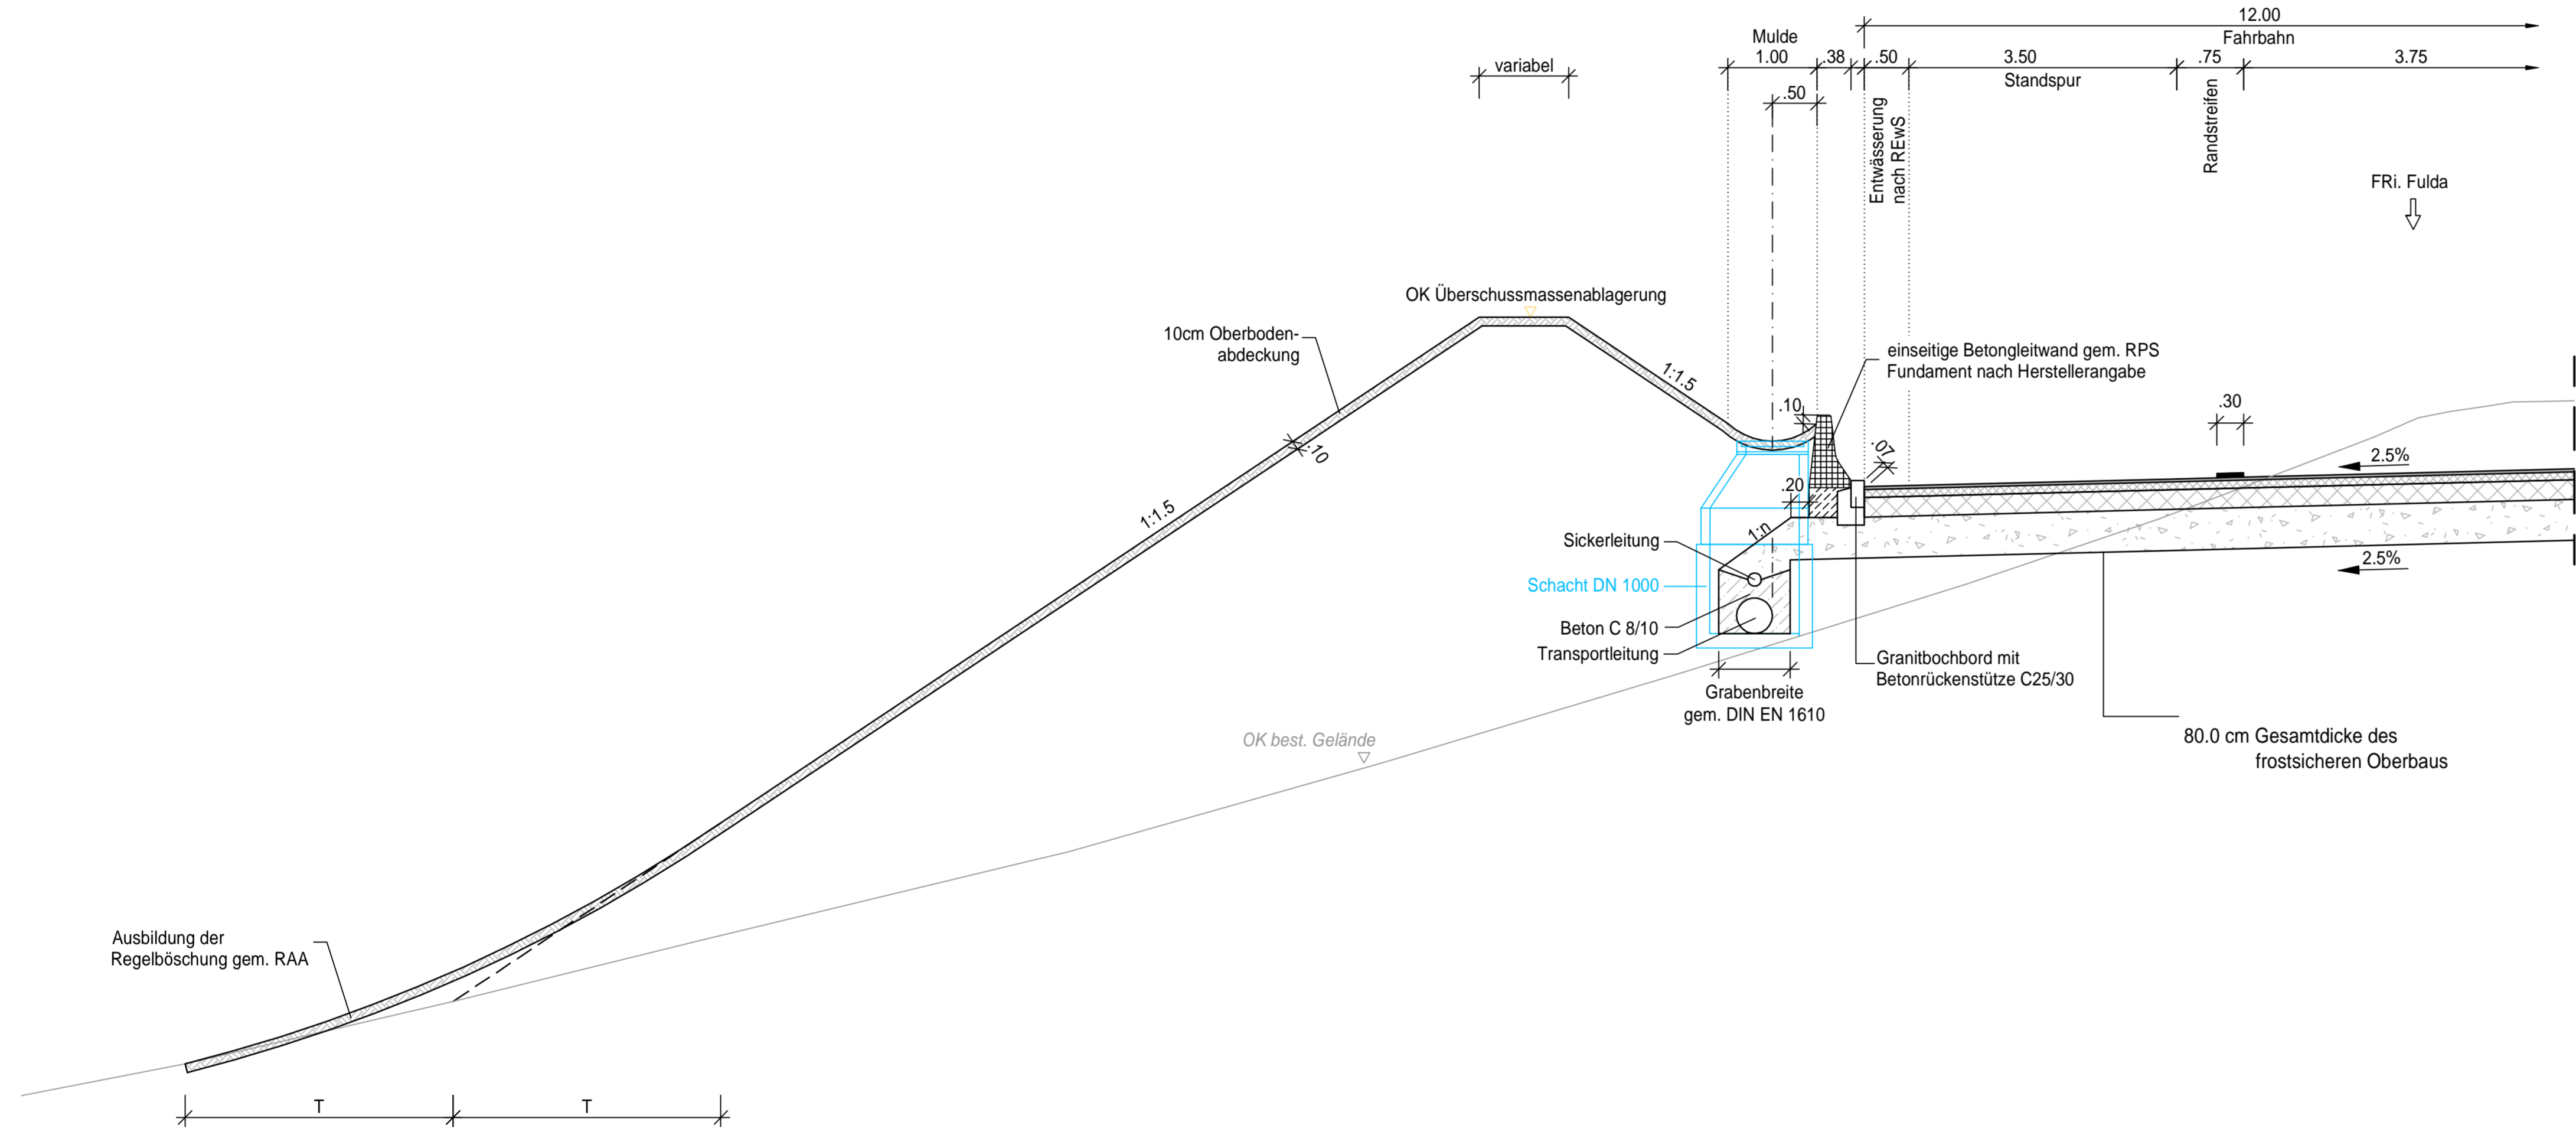 12.00
Fahrbahn
Mulde
1.00
.38
.50
3.50
.75
3.75
Standspur
variabel
.50
Entwässerung
nach REwS
Randstreifen
FRi. Fulda
OK Überschussmassenablagerung
10cm Oberboden-
abdeckung
1:1.5
einseitige Betongleitwand gem. RPS
Fundament nach Herstellerangabe
.10
.30
.10
.07
2.5%
.20
1:1.5
1:n
Sickerleitung
2.5%
Schacht DN 1000
Beton C 8/10
Transportleitung
Granitbochbord mit
Betonrückenstütze C25/30
Grabenbreite
gem. DIN EN 1610
OK best. Gelände
80.0 cm Gesamtdicke des
frostsicheren Oberbaus
Ausbildung der
Regelböschung gem. RAA
T
T